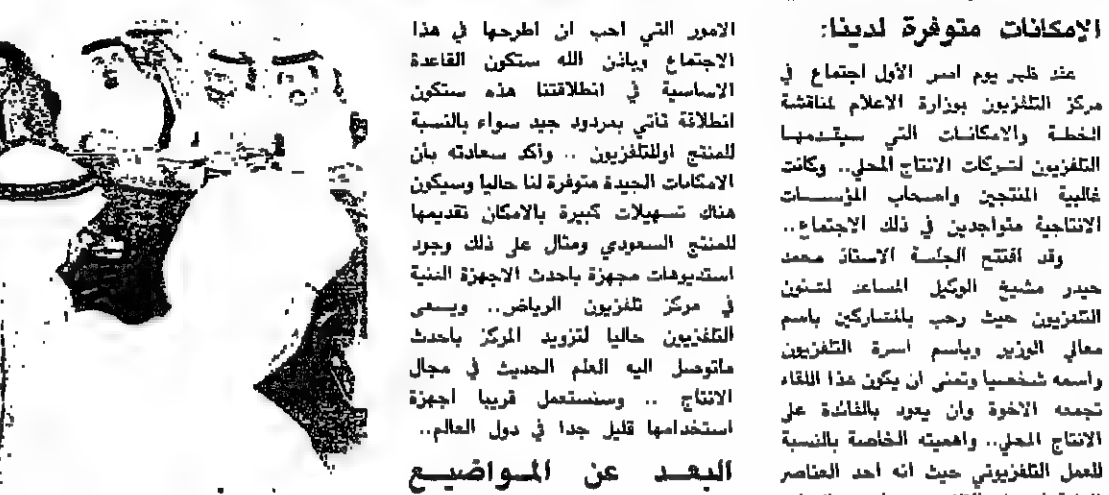 الامكانات متوفرة لدينا:
عند ظهر يوم امس الأول اجتماع في
مركز التلفزيون بوزارة الاعلام لمناقشة
الخطة والامكانات التي سيقدمها
التلفزيون لشركات الانتاج المحلي.. وكانت
غالبية المنتجين واصحاب المؤسسات
الانتاجية متواجدين في ذلك الاجتماع..
وقد افتتح الجلسة الاستاذ محمد
حيدر مشيخ الوكيل المساعد لشئون
التلفزيون حيث رحب بالمشاركين باسم
معالي الوزير وباسم اسرة التلفزيون
واسمه شخصيا وتمنى ان يكون هذا اللقاء
تجمعه الاخوة وان يعود بالفائدة على
الانتاج المحلي.. واهميته الخاصة بالنسبة
للعمل التلفزيوني حيث انه احد العناصر
الامور التي احب ان اطرحها في هذا
الاجتماع وباذن الله ستكون القاعدة
الاساسية في انطلاقتنا هذه ستكون
انطلاقة تأتي بمردود جيد سواء بالنسبة
للمنتج اوللتلفزيون .. وأكد سعادته بأن
الامكانات الجيدة متوفرة لنا حاليا وسيكون
هناك تسهيلات كبيرة بالامكان تقديمها
للمنتج السعودي ومثال على ذلك وجود
استديوهات مجهزة باحدث الاجهزة الفنية
في مركز تلفزيون الرياض.. ويسعى
التلفزيون حاليا لتزويد المركز باحدث
ماتوصل اليه العلم الحديث في مجال
الانتاج .. وسنستعمل قريبا اجهزة
استخدامها قليل جدا في دول العالم..
البعد عن المواضيع